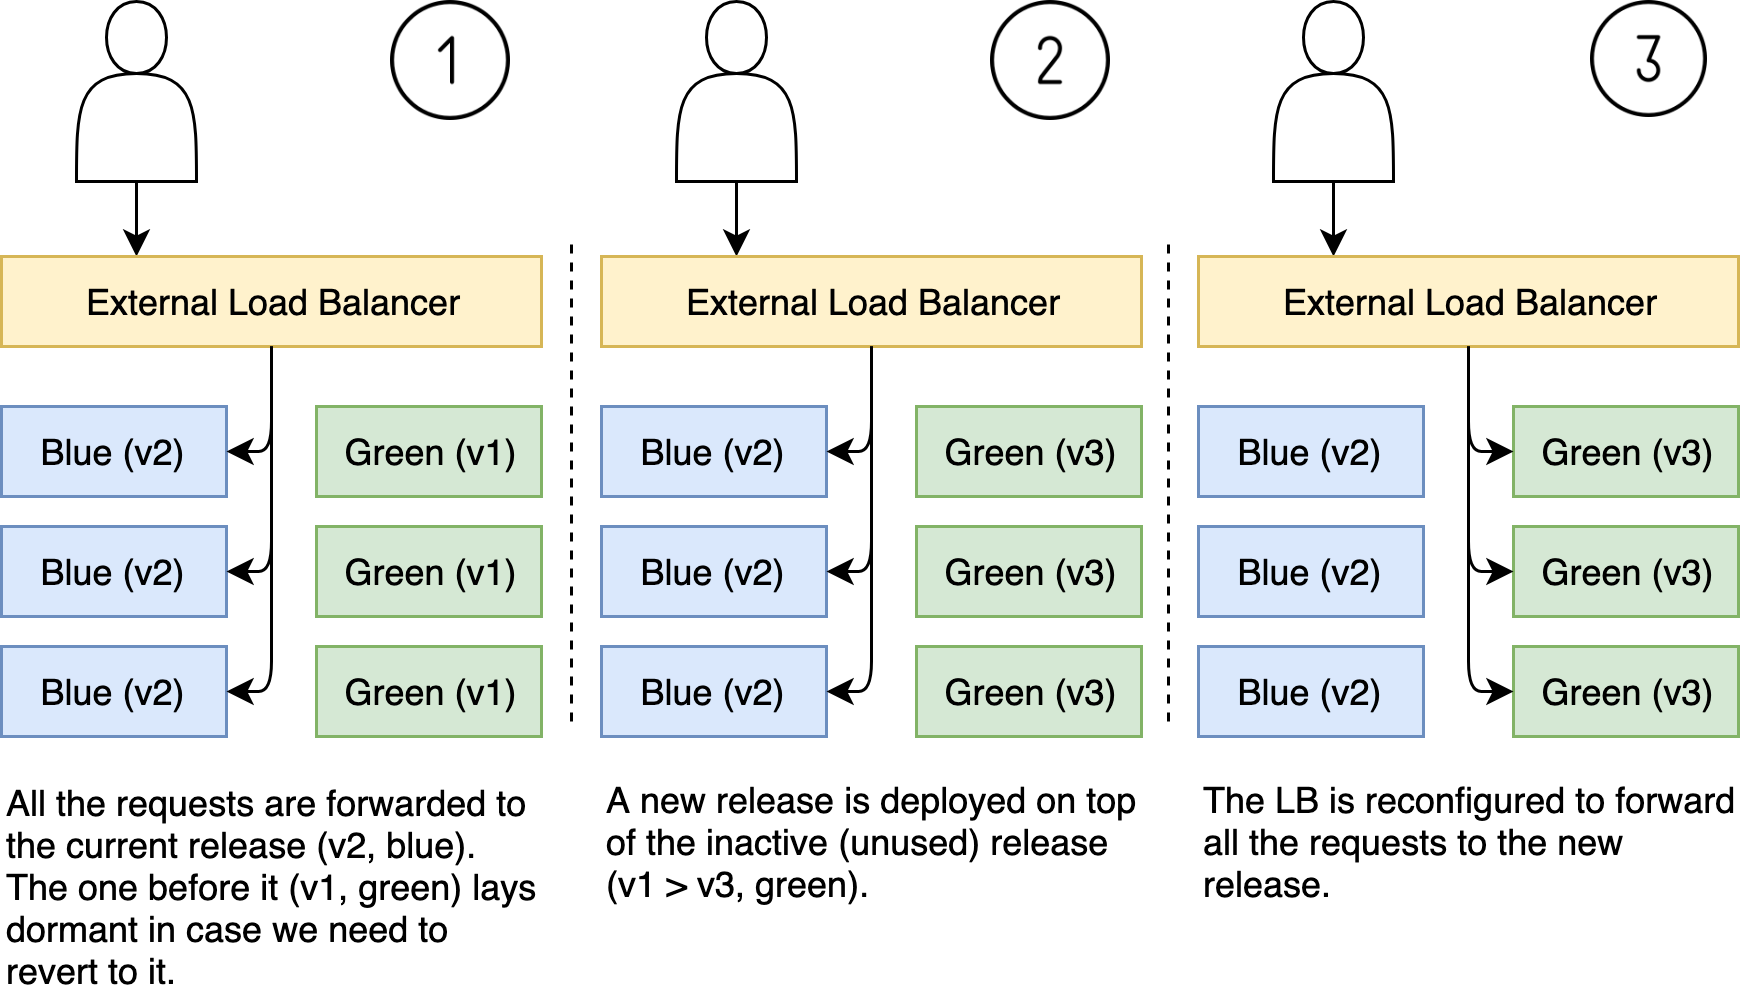 1
External Load Balancer
Blue (v2)
Green (v1)
Blue (v2)
Green (v1)
Blue (v2)
Green (v1)
All the requests are forwarded to
the current release (v2, blue).
The one before it (v1, green) lays
dormant in case we need to
revert to it.
2
External Load Balancer
Blue (v2)
Green (v3)
Blue (v2)
Green (v3)
Blue (v2)
Green (v3)
A new release is deployed on top
of the inactive (unused) release
(v1 > v3, green).
3
External Load Balancer
Blue (v2)
Green (v3)
Blue (v2)
Green (v3)
Blue (v2)
Green (v3)
The LB is reconfigured to forward
all the requests to the new
release.